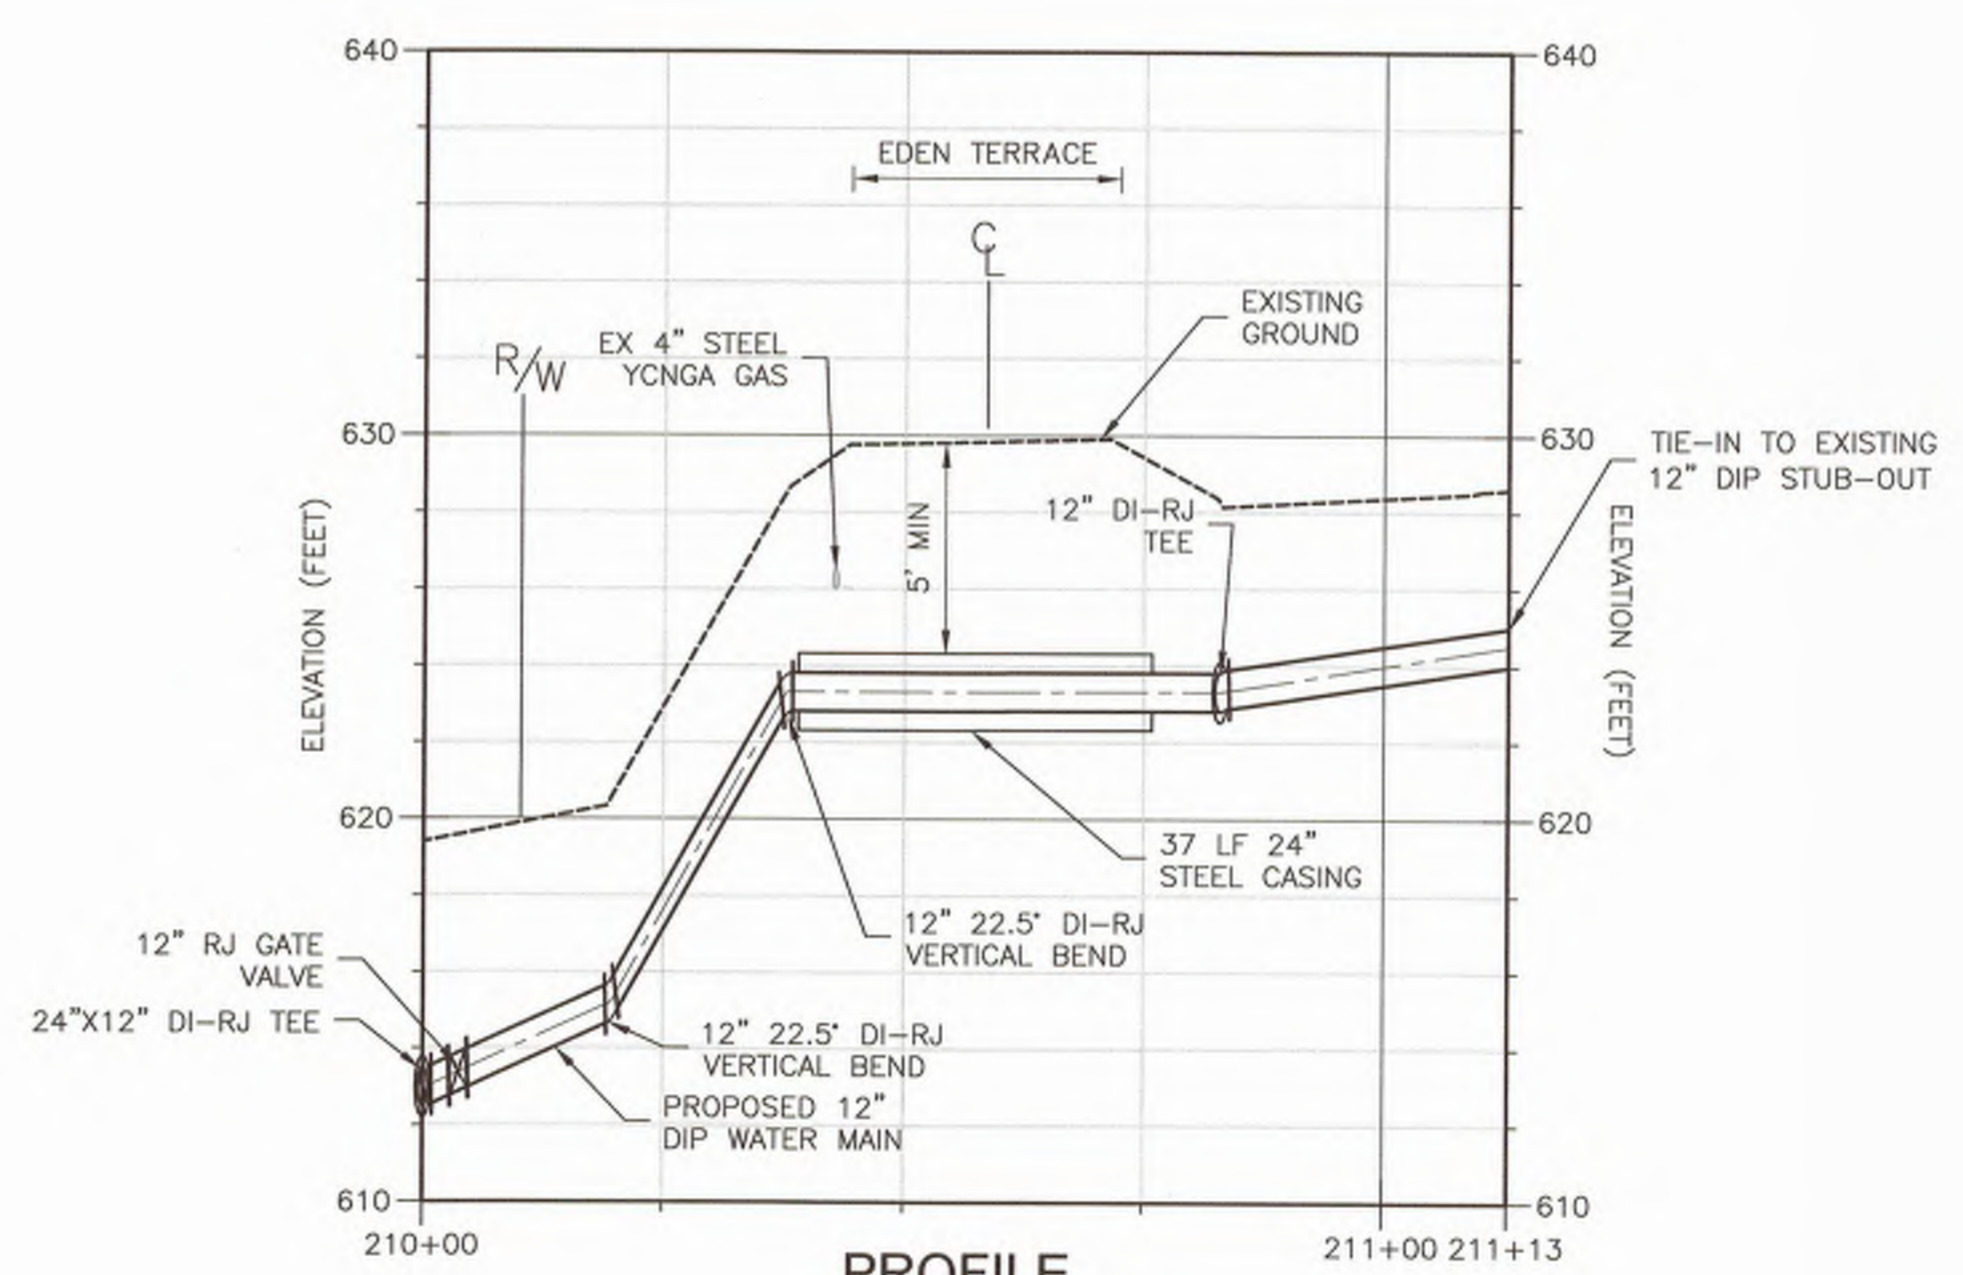 640
640
EDEN TERRACE
CL
EXISTING
GROUND
EX 4" STEEL
YCNGA GAS
R/W
630
630
TIE-IN TO EXISTING
12" DIP STUB-OUT
12" DI-RJ
TEE
5' MIN
ELEVATION (FEET)
ELEVATION (FEET)
620
620
37 LF 24"
STEEL CASING
12" 22.5° DI-RJ
VERTICAL BEND
12" RJ GATE
VALVE
24"X12" DI-RJ TEE
12" 22.5° DI-RJ
VERTICAL BEND
PROPOSED 12"
DIP WATER MAIN
610
610
210+00
211+00
211+13
PROFILE